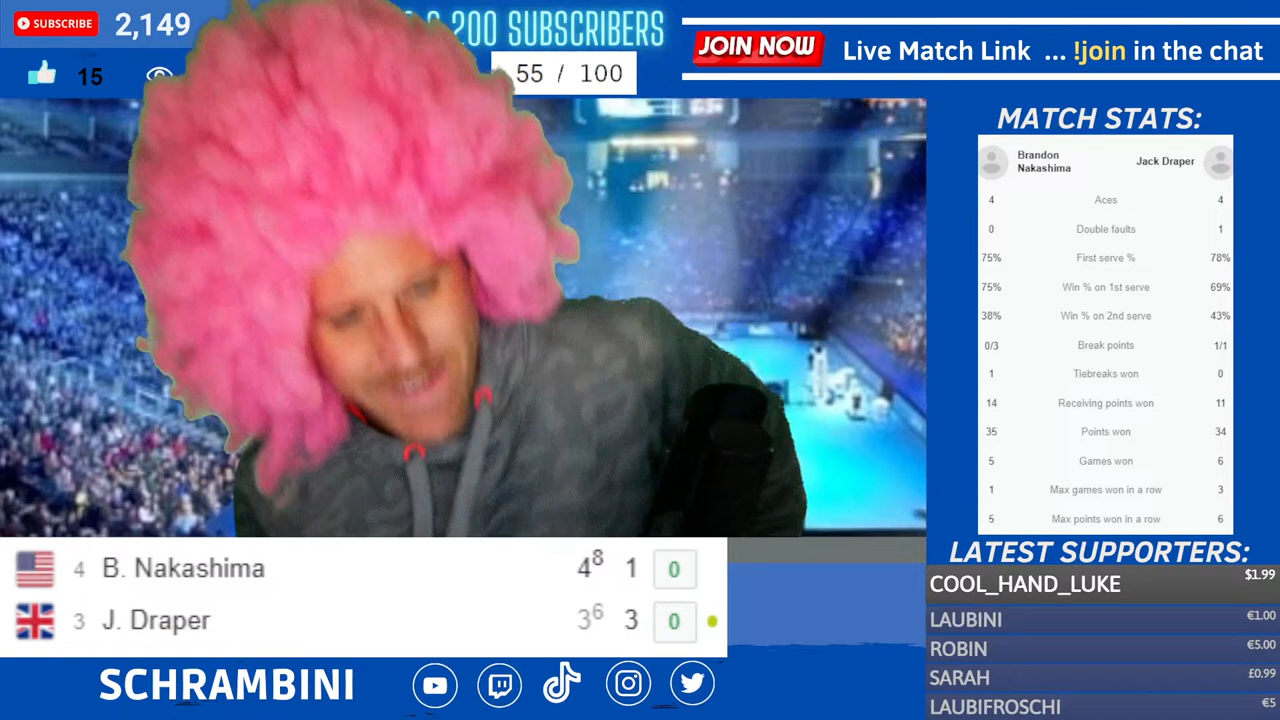 SUBSCRIBE 2,149
200 SUBSCRIBERS
15
55 / 100
JOIN NOW
Live Match Link ... !join in the chat
MATCH STATS:
Brandon Nakashima Jack Draper
4 Aces 4
0 Double faults 1
75% First serve % 78%
75% Win % on 1st serve 69%
38% Win % on 2nd serve 43%
0/3 Break points 1/1
1 Tiebreaks won 0
14 Receiving points won 11
35 Points won 34
5 Games won 6
1 Max games won in a row 3
5 Max points won in a row 6
4 B. Nakashima 4⁸ 1 0
3 J. Draper 3⁶ 3 0
LATEST SUPPORTERS:
COOL_HAND_LUKE $1.99
LAUBINI €1.00
ROBIN €5.00
SARAH £0.99
LAUBIFROSCHI €5
SCHRAMBINI